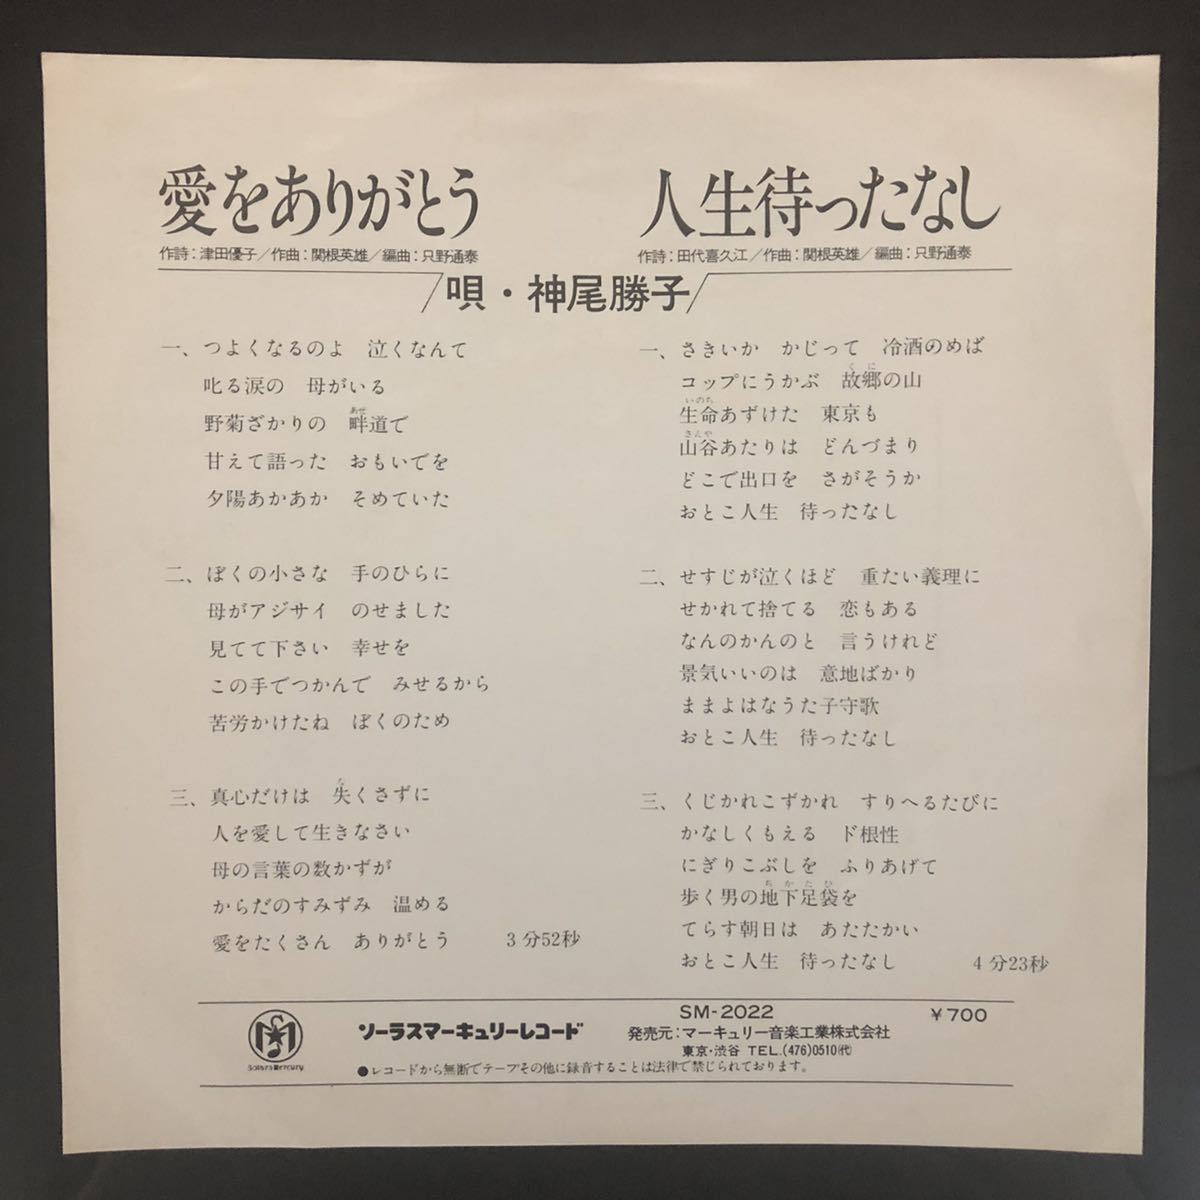 愛をありがとう
作詩：津田優子／作曲：関根英雄／編曲：只野通泰
人生待ったなし
作詩：田代喜久江／作曲：関根英雄／編曲：只野通泰
唄・神尾勝子
一、つよくなるのよ　泣くなんて
叱る涙の　母がいる
あぜ
野菊ざかりの　畔道で
甘えて語った　おもいでを
夕陽あかあか　そめていた
二、ぼくの小さな　手のひらに
母がアジサイ　のせました
見てて下さい　幸せを
この手でつかんで　みせるから
苦労かけたね　ぼくのため
な
三、真心だけは　失くさずに
人を愛して生きなさい
母の言葉の数かずが
からだのすみずみ　温める
愛をたくさん　ありがとう　3分52秒
一、さきいか　かじって　冷酒のめば
くに
コップにうかぶ　故郷の山
いのち
生命あずけた　東京も
さんや
山谷あたりは　どんづまり
どこで出口を　さがそうか
おとこ人生　待ったなし
二、せすじが泣くほど　重たい義理に
せかれて捨てる　恋もある
なんのかんのと　言うけれど
景気いいのは　意地ばかり
ままよはなうた子守歌
おとこ人生　待ったなし
三、くじかれこずかれ　すりへるたびに
かなしくもえる　ド根性
にぎりこぶしを　ふりあげて
ちかたび
歩く男の地下足袋を
てらす朝日は　あたたかい
おとこ人生　待ったなし　4分23秒
Solars Mercury
ソーラスマーキュリーレコード
SM-2022　￥700
発売元：マーキュリー音楽工業株式会社
東京・渋谷 TEL.(476)0510㈹
●レコードから無断でテープその他に録音することは法律で禁じられております。